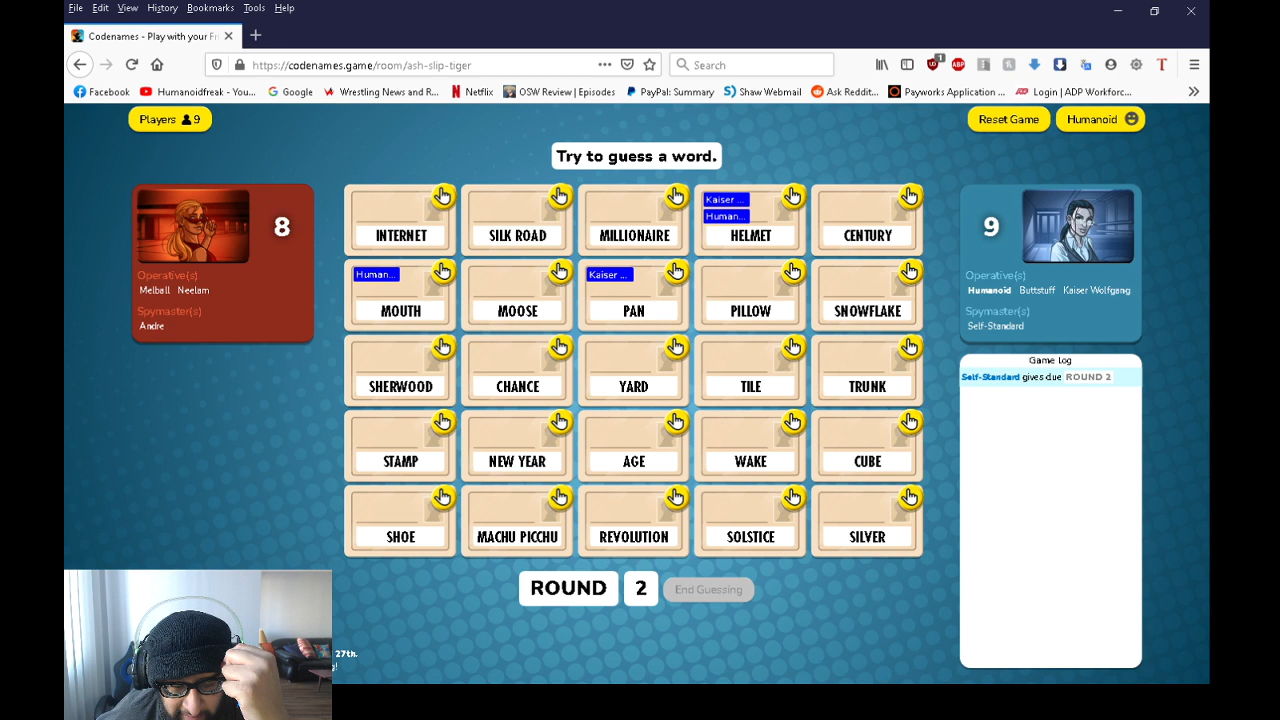 File Edit View History Bookmarks Tools Help
Codenames - Play with your Fri
https://codenames.game/room/ash-slip-tiger
Search
1 ABP T
Facebook Humanoidfreak - You... Google Wrestling News and R... Netflix OSW Review | Episodes PayPal: Summary Shaw Webmail Ask Reddit... Payworks Application ... Login | ADP Workforc...
Players 9
Reset Game Humanoid
Try to guess a word.
8
Operative(s)
Melball Neelam
Spymaster(s)
Andre
INTERNET SILK ROAD MILLIONAIRE
Kaiser ...
Human...
HELMET CENTURY
Human...
MOUTH MOOSE
Kaiser ...
PAN PILLOW SNOWFLAKE
SHERWOOD CHANCE YARD TILE TRUNK
STAMP NEW YEAR AGE WAKE CUBE
SHOE MACHU PICCHU REVOLUTION SOLSTICE SILVER
ROUND 2 End Guessing
9
Operative(s)
Humanoid Buttstuff Kaiser Wolfgang
Spymaster(s)
Self-Standard
Game Log
Self-Standard gives clue ROUND 2
27th.